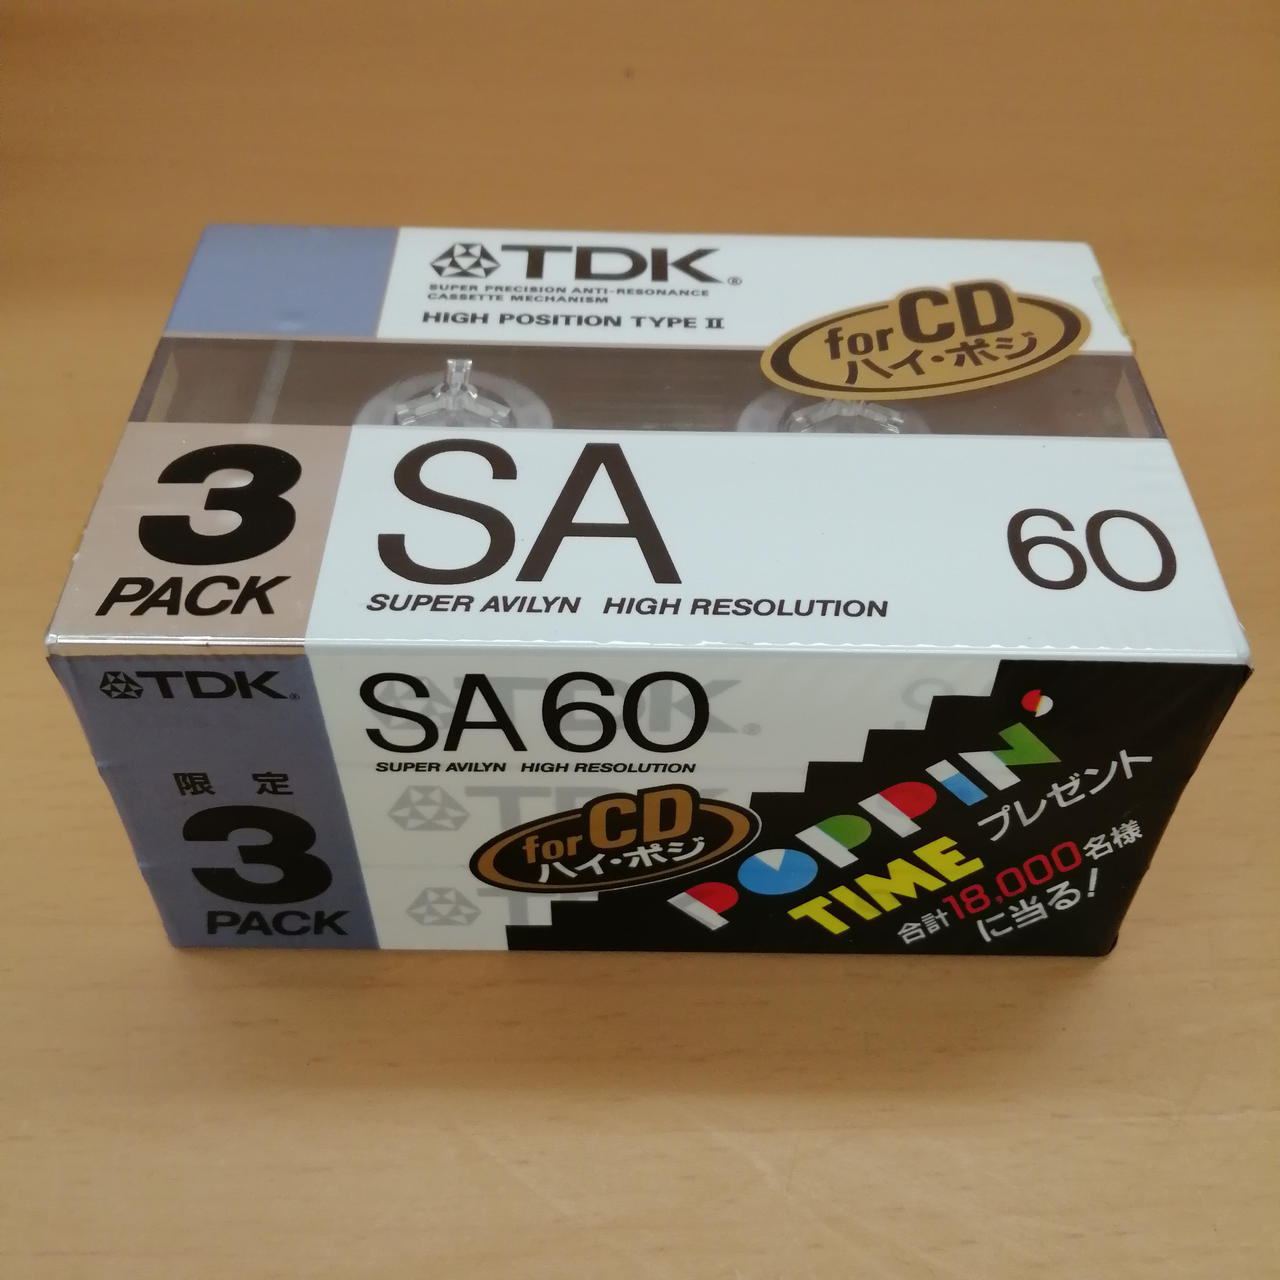 TDK®
SUPER PRECISION ANTI-RESONANCE
CASSETTE MECHANISM
HIGH POSITION TYPE II
for CD
ハイ・ポジ
3
PACK
SA
60
SUPER AVILYN HIGH RESOLUTION
TDK®
限定
3
PACK
SA60
SUPER AVILYN HIGH RESOLUTION
for CD
ハイ・ポジ
POPPIN's
TIME プレゼント
合計18,000名様
に当る!